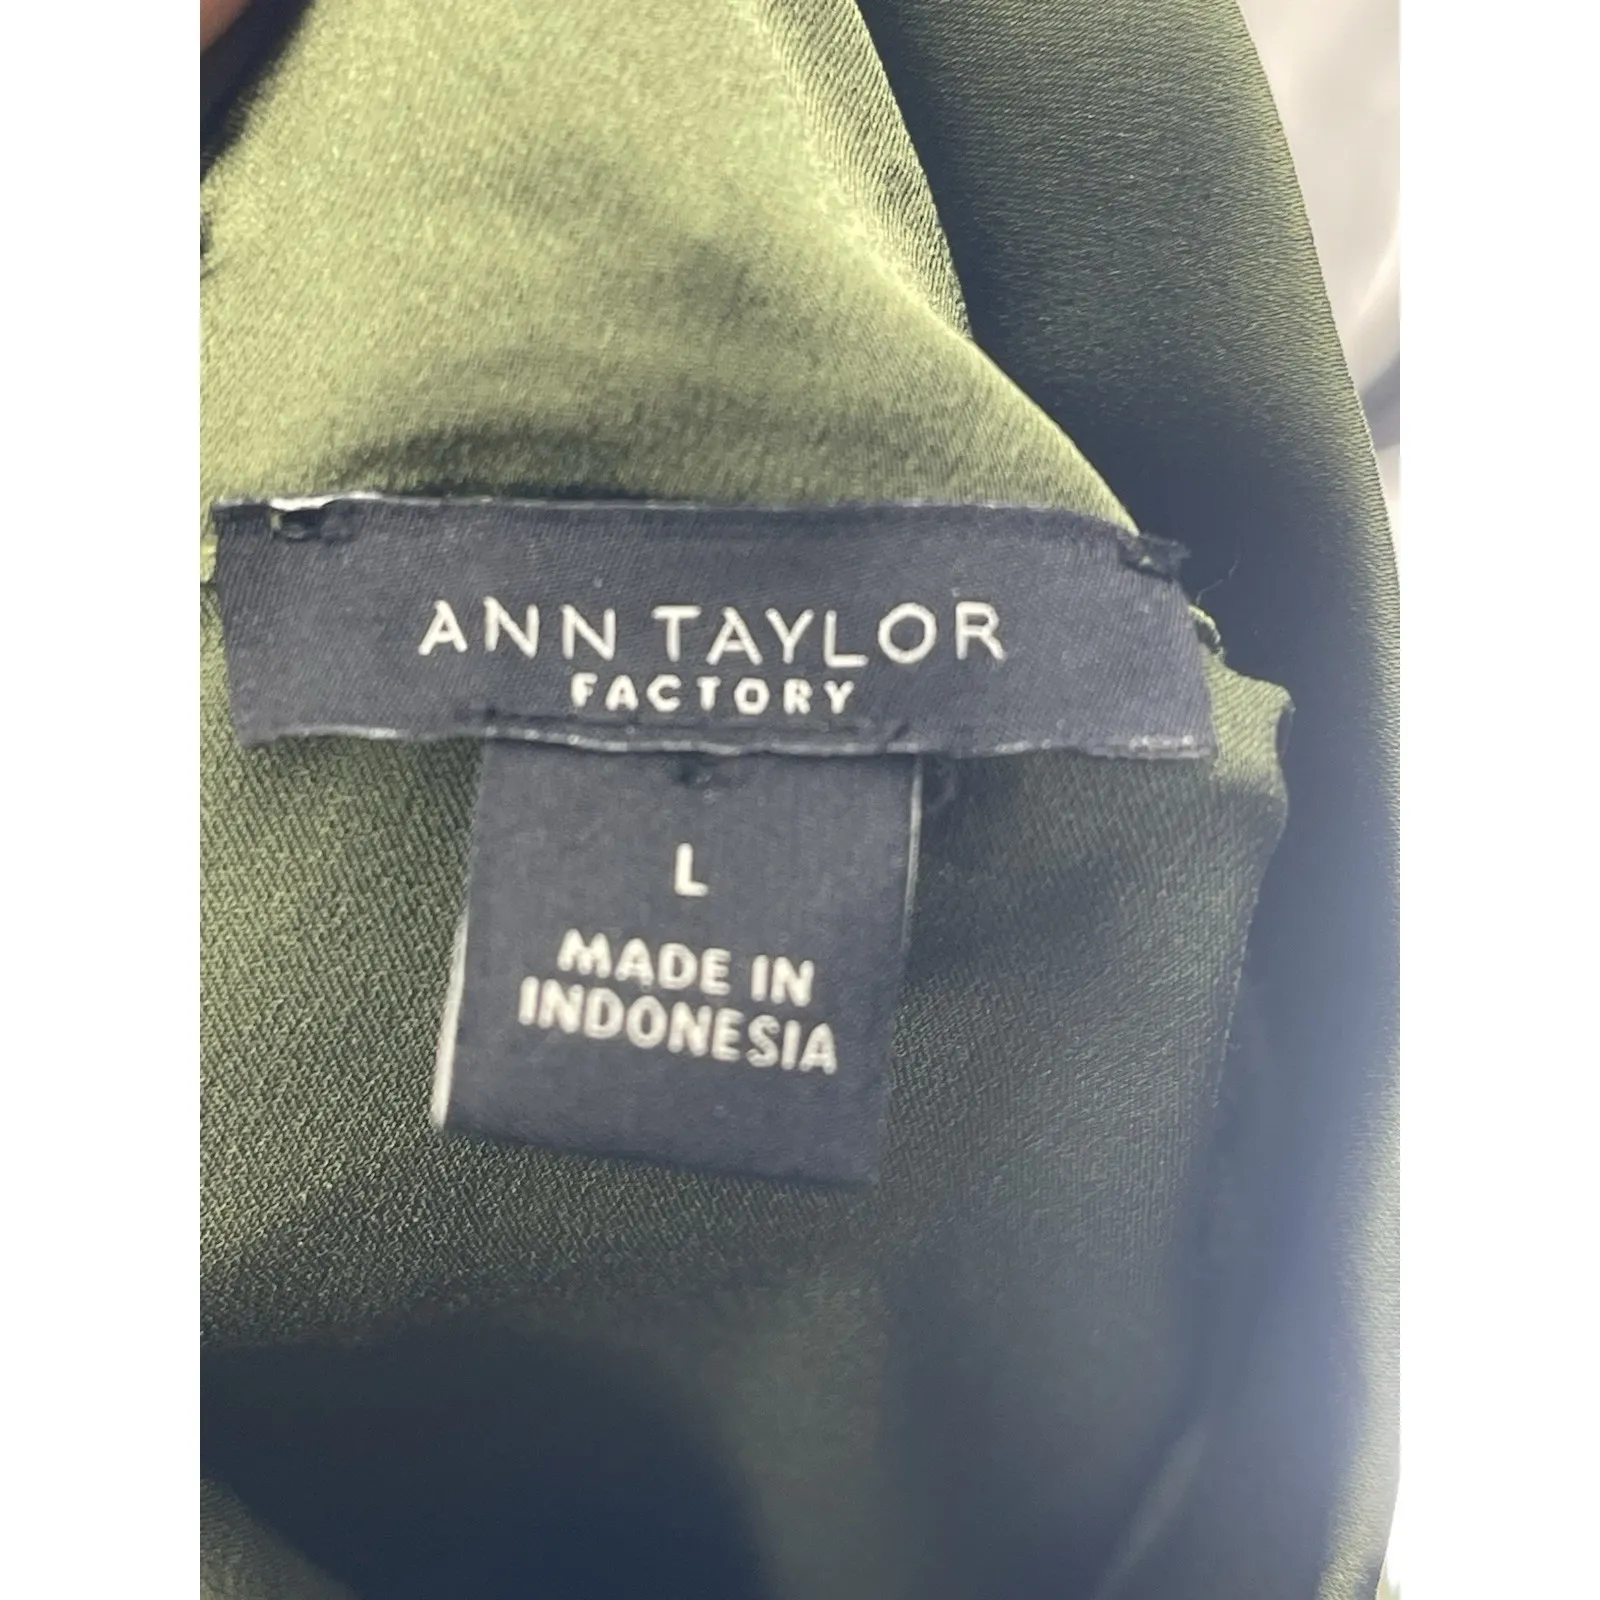 ANN TAYLOR
FACTORY
L
MADE IN
INDONESIA